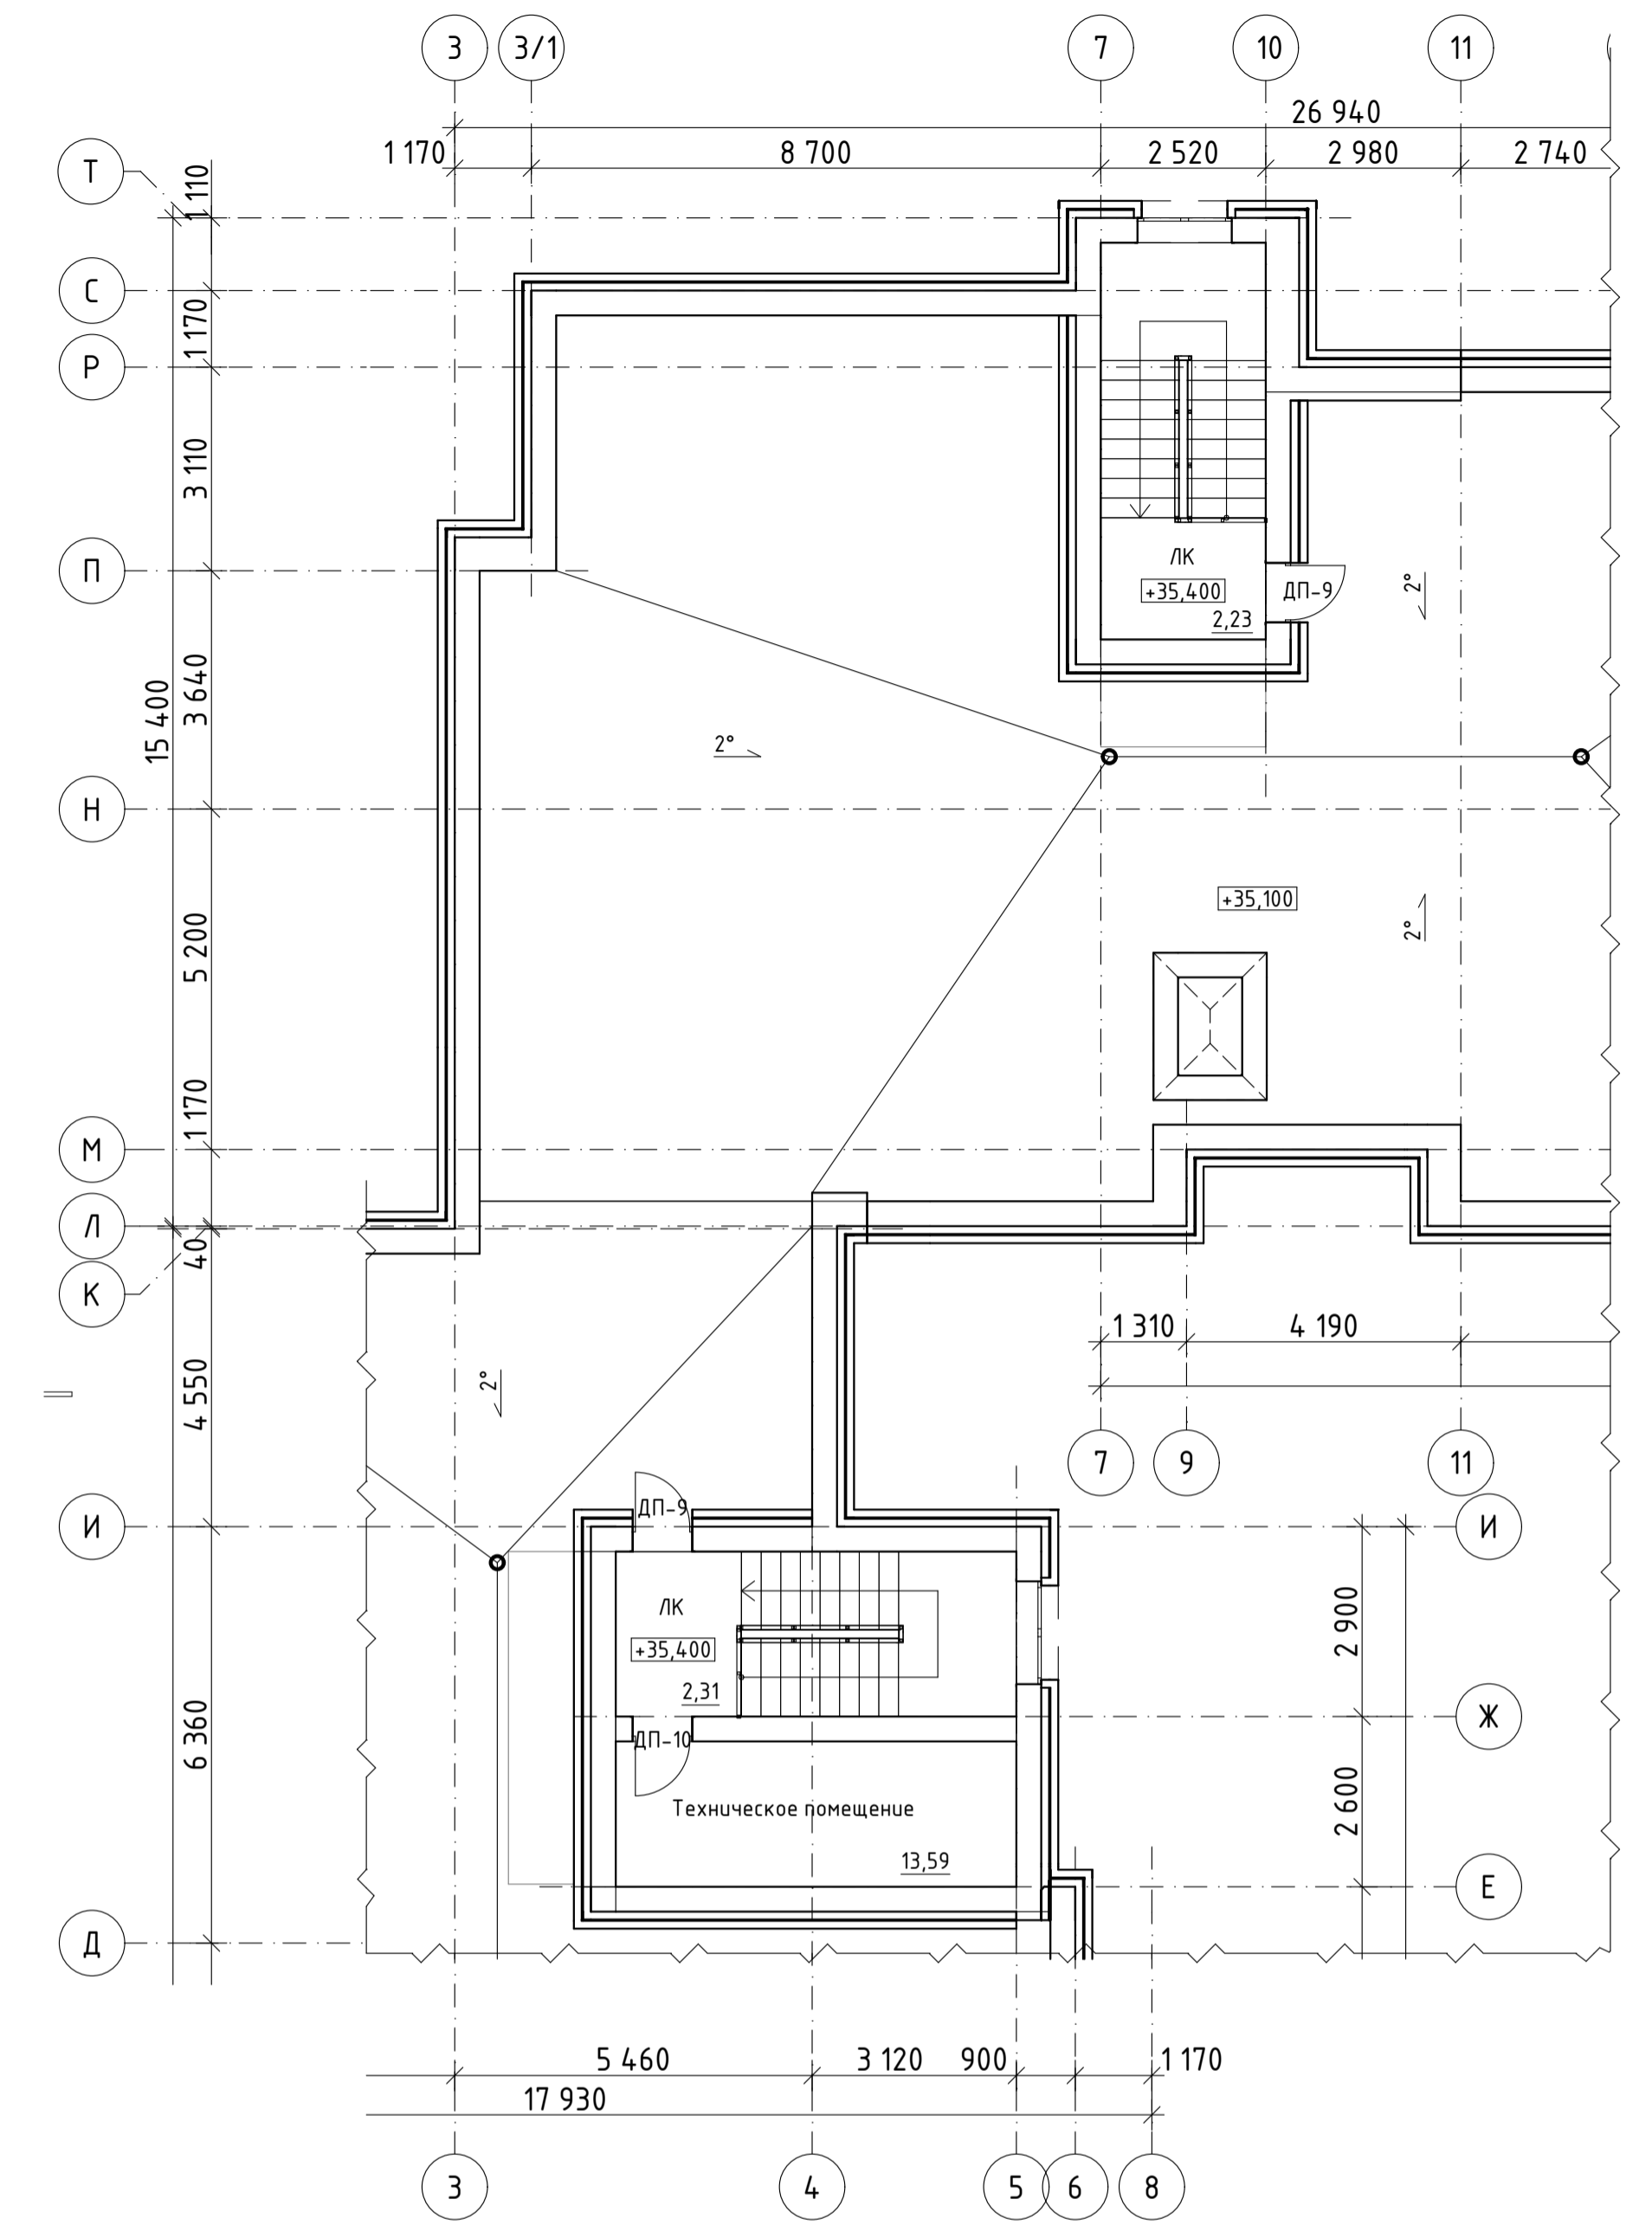 3 3/1 7 10 11
26 940
1 170 8 700 2 520 2 980 2 740
Т
1 110
С
1 170
Р
3 110
П
ЛК
+35,400
ДП-9
2,23
2°
3 640
15 400
2°
Н
+35,100
5 200
2°
1 170
М
Л
40
К
1 310 4 190
4 550
2°
7 9 11
И
ДП-9
И
ЛК
+35,400
2,31
2 900
6 360
ДП-10
Ж
Техническое помещение
2 600
13,59
Е
Д
5 460 3 120 900 1 170
17 930
3 4 5 6 8